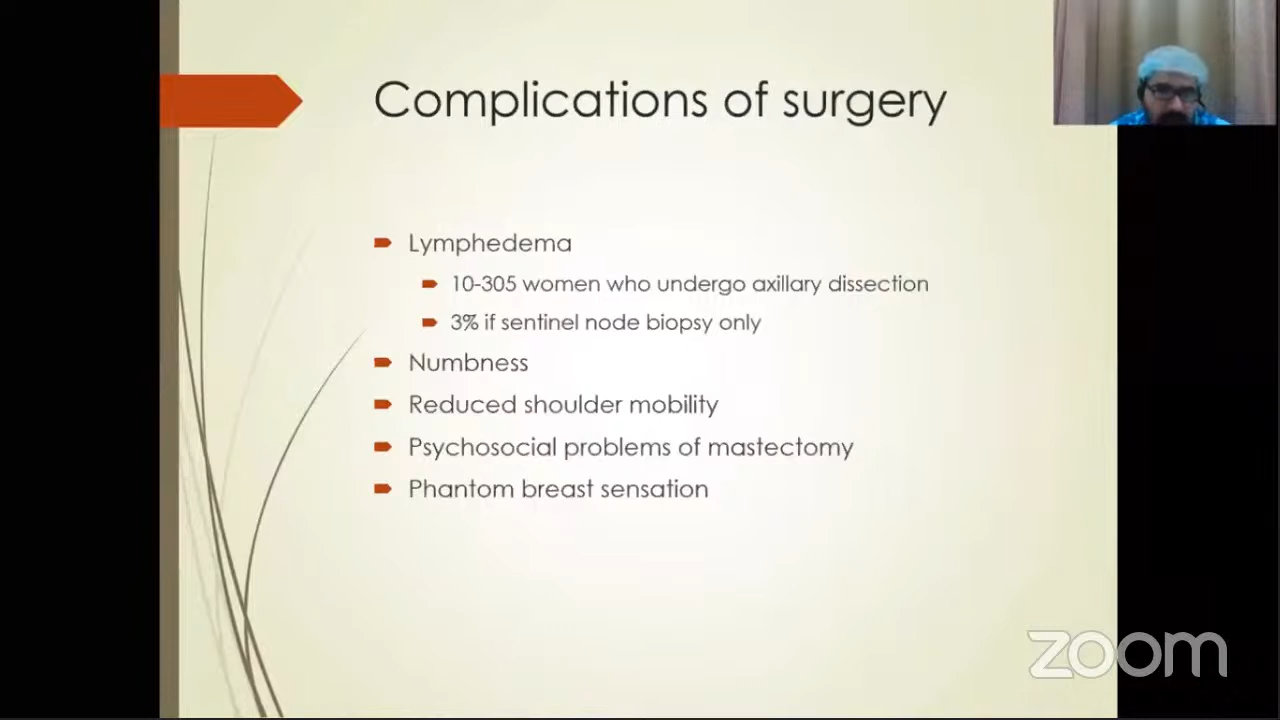 Complications of surgery
Lymphedema
10-305 women who undergo axillary dissection
3% if sentinel node biopsy only
Numbness
Reduced shoulder mobility
Psychosocial problems of mastectomy
Phantom breast sensation
zoom